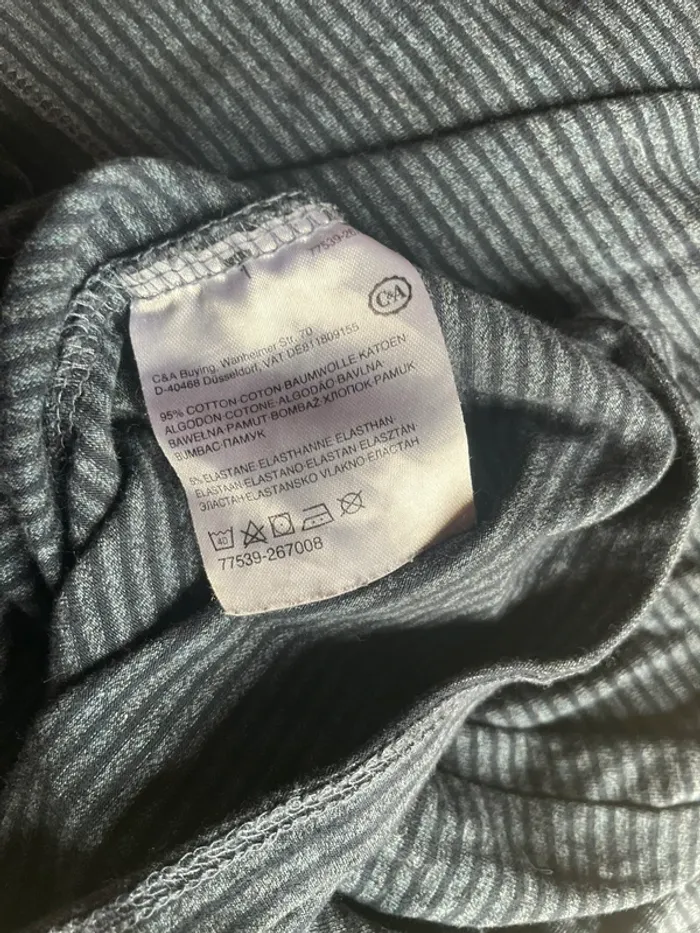 77539-26
1
C&A
C&A Buying, Wanheimer Str. 70
D-40468 Düsseldorf, VAT DE811809155
95% COTTON·COTON·BAUMWOLLE·KATOEN
ALGODON·COTONE·ALGODÃO·BAVLNA·
BAWEŁNA·PAMUT·BOMBAŽ·ХЛОПОК·PAMUK·
BUMBAC·ПАМУК
5% ELASTANE·ELASTHANNE·ELASTHAN·
ELASTAAN·ELASTANO·ELASTAN·ELASZTÁN·
ЭЛАСТАН·ELASTANSKO VLAKNO·ЕЛАСТАН
40
77539-267008